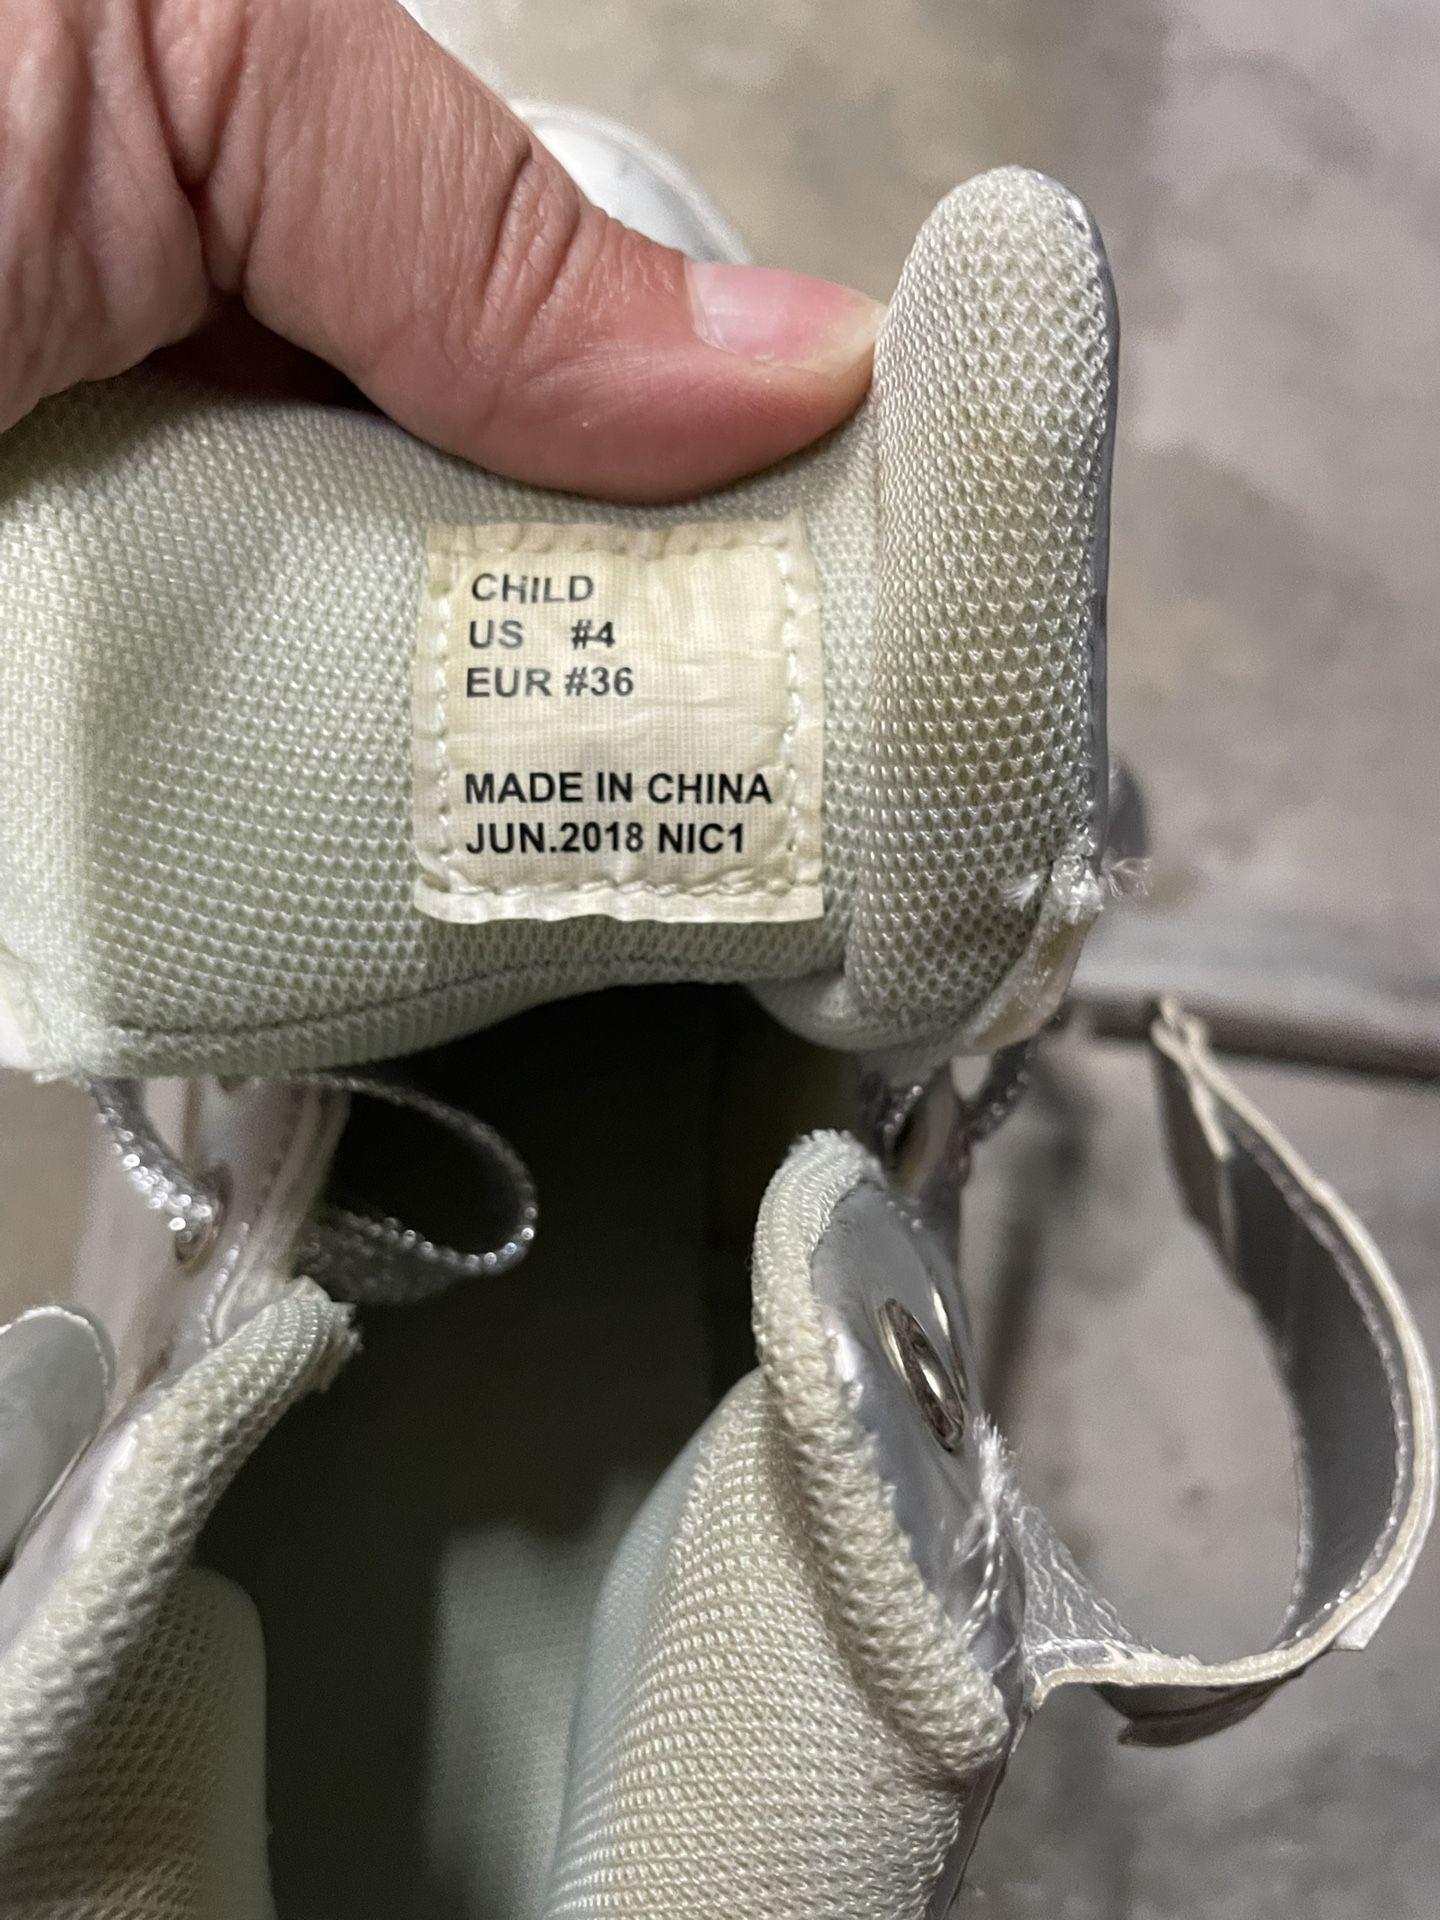 CHILD
US #4
EUR #36
MADE IN CHINA
JUN.2018 NIC1